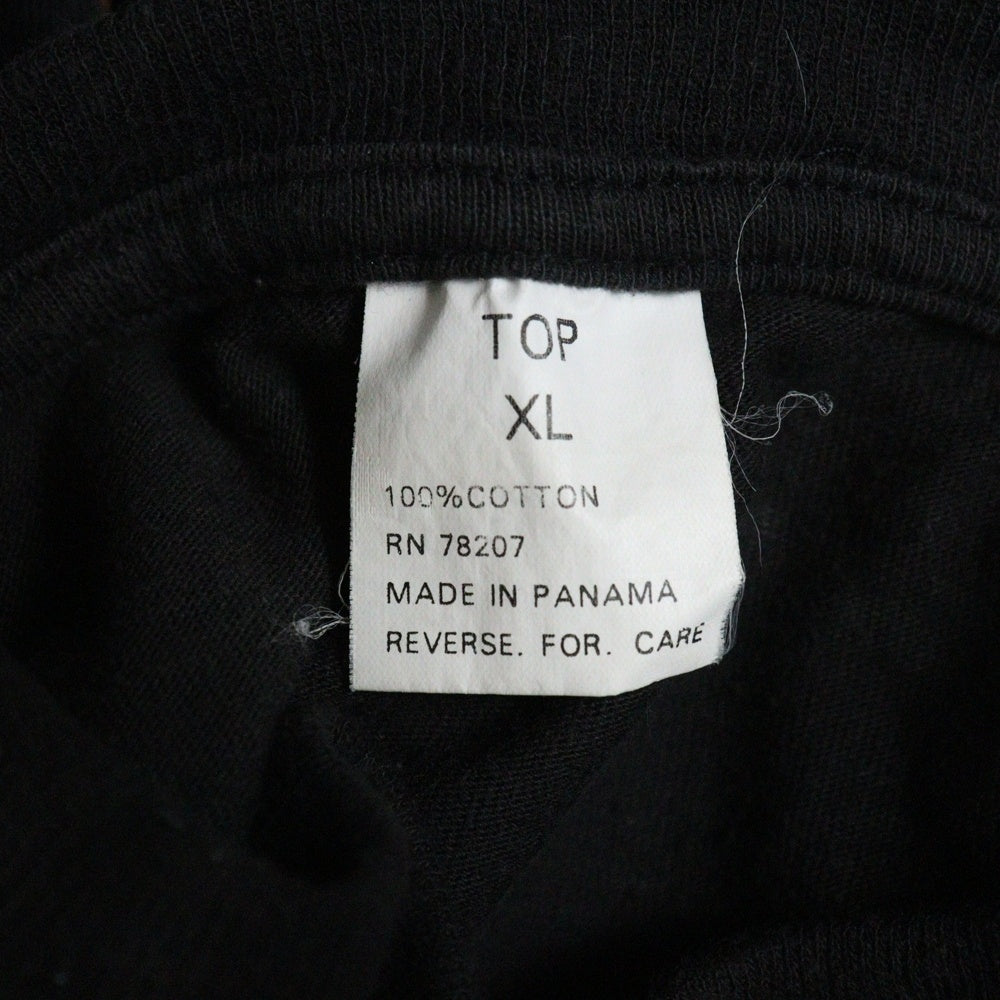 TOP
XL
100%COTTON
RN 78207
MADE IN PANAMA
REVERSE. FOR. CARE